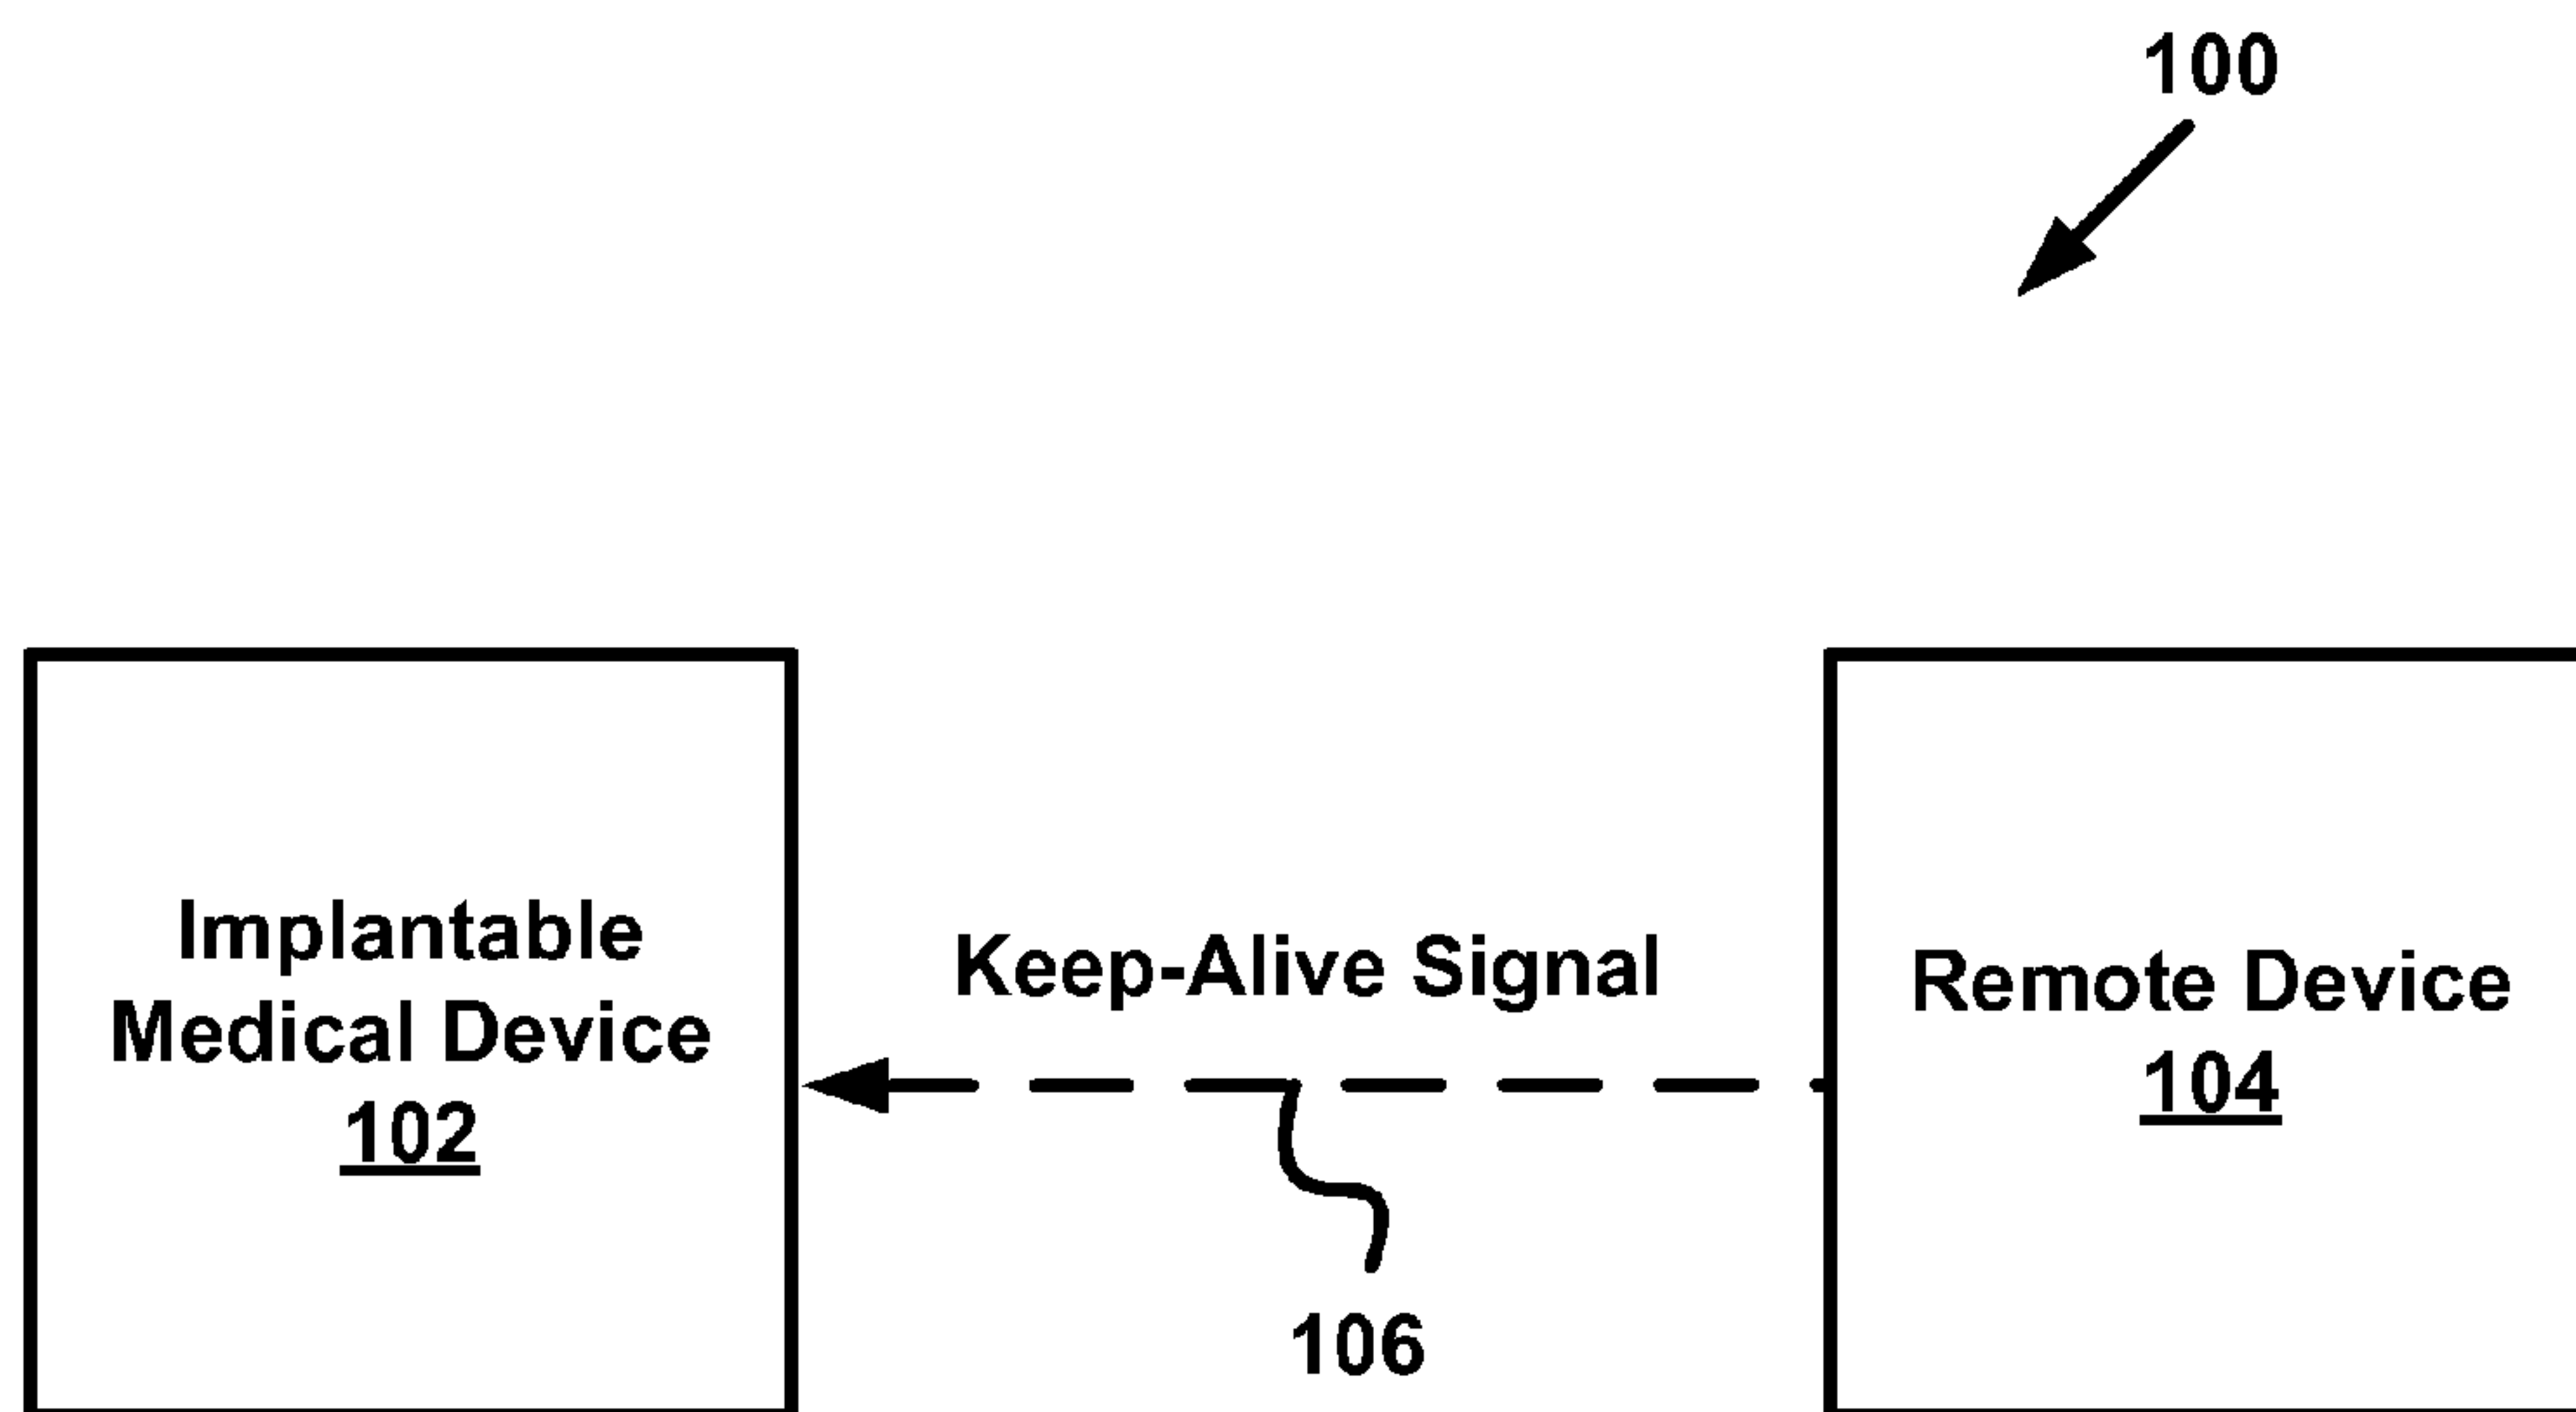 100
Implantable
Medical Device
102
Keep-Alive Signal
106
Remote Device
104